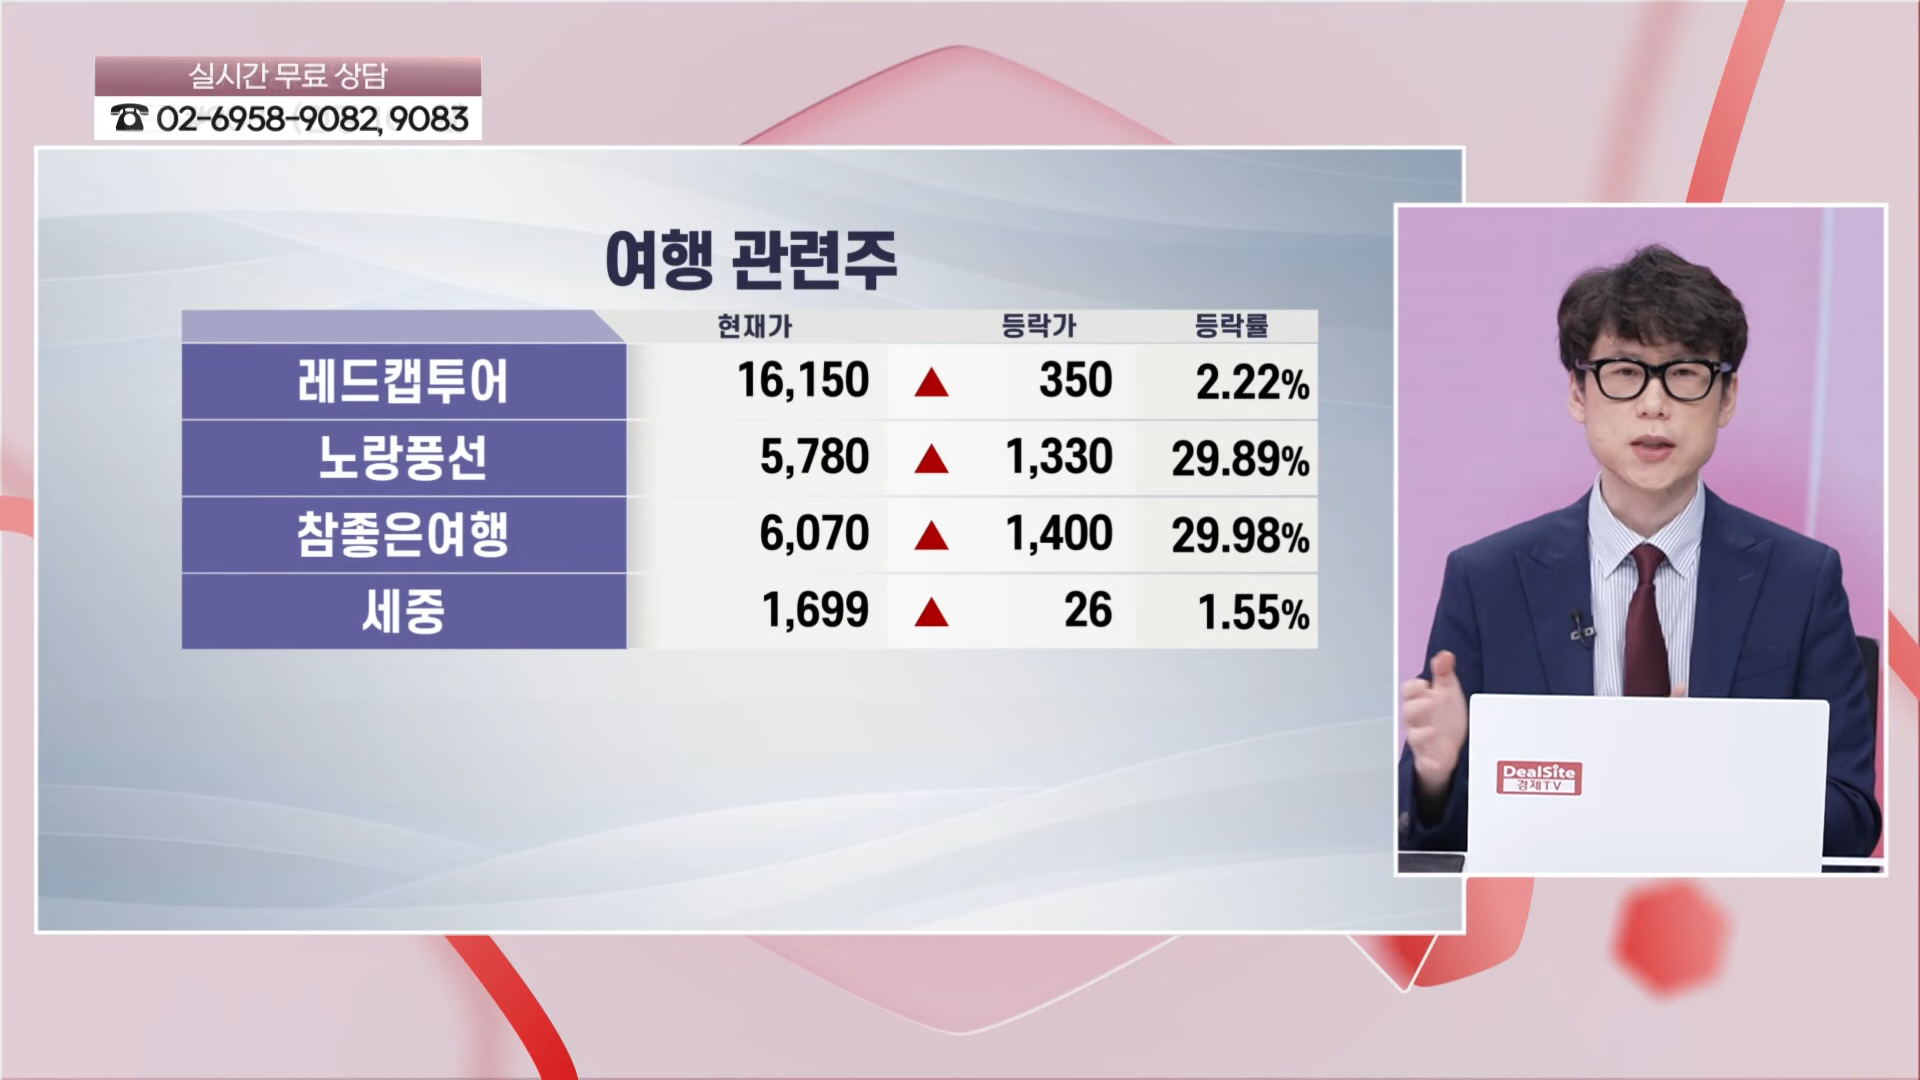 실시간 무료 상담
☎ 02-6958-9082, 9083
여행 관련주
현재가 등락가 등락률
레드캡투어 16,150 ▲ 350 2.22%
노랑풍선 5,780 ▲ 1,330 29.89%
참좋은여행 6,070 ▲ 1,400 29.98%
세중 1,699 ▲ 26 1.55%
DealSite
경제TV